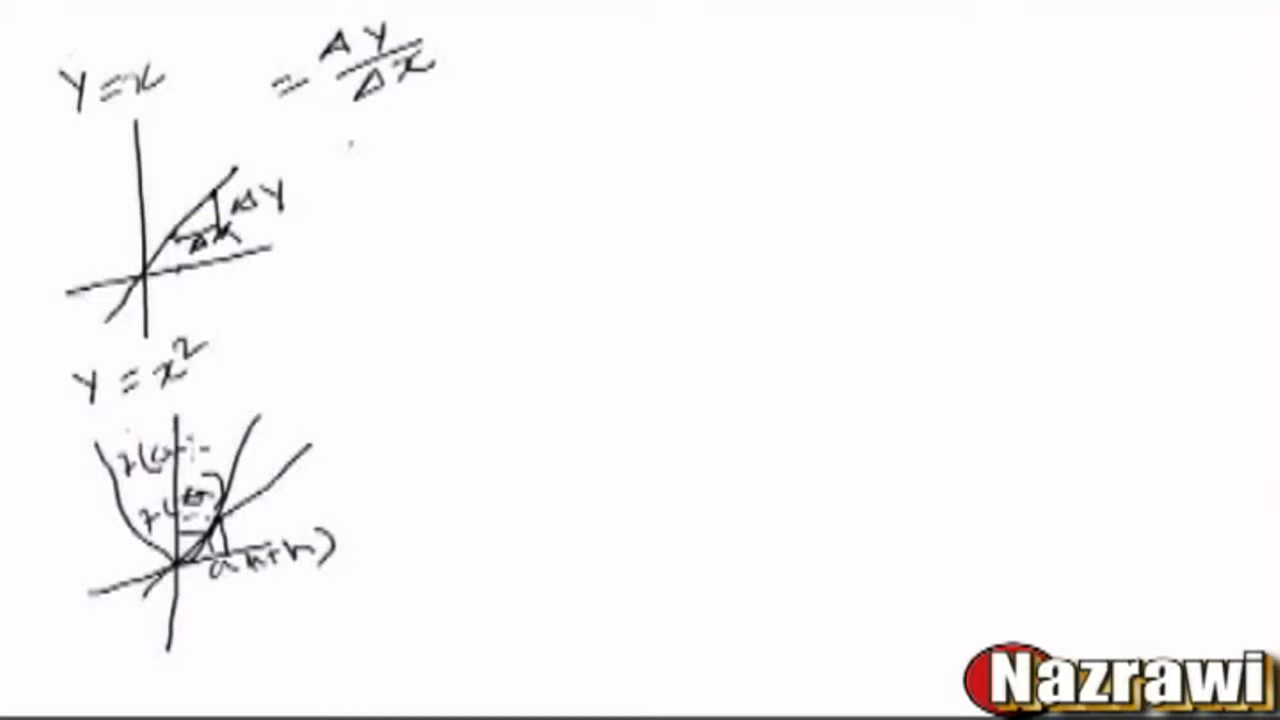 Y = x
= ΔY/Δx
ΔY
Δx
Y = x²
a
Nazrawi